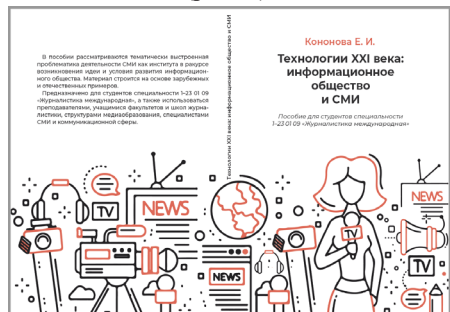 В пособии рассматриваются тематически выстроенная
проблематика деятельности СМИ как института в ракурсе
возникновения идеи и условия развития информацион-
ного общества. Материал строится на основе зарубежных
и отечественных примеров.
Предназначено для студентов специальности 1–23 01 09
«Журналистика международная», а также использоваться
преподавателями, учащимися факультетов и школ журна-
листики, структурами медиаобразования, специалистами
СМИ и коммуникационной сферы.
Технологии XXI века: информационное общество и СМИ
Кононова Е. И.
Технологии XXI века:
информационное
общество
и СМИ
Пособие для студентов специальности
1–23 01 09 «Журналистика международная»
TV
NEWS
NEWS
TV
NEWS
TV